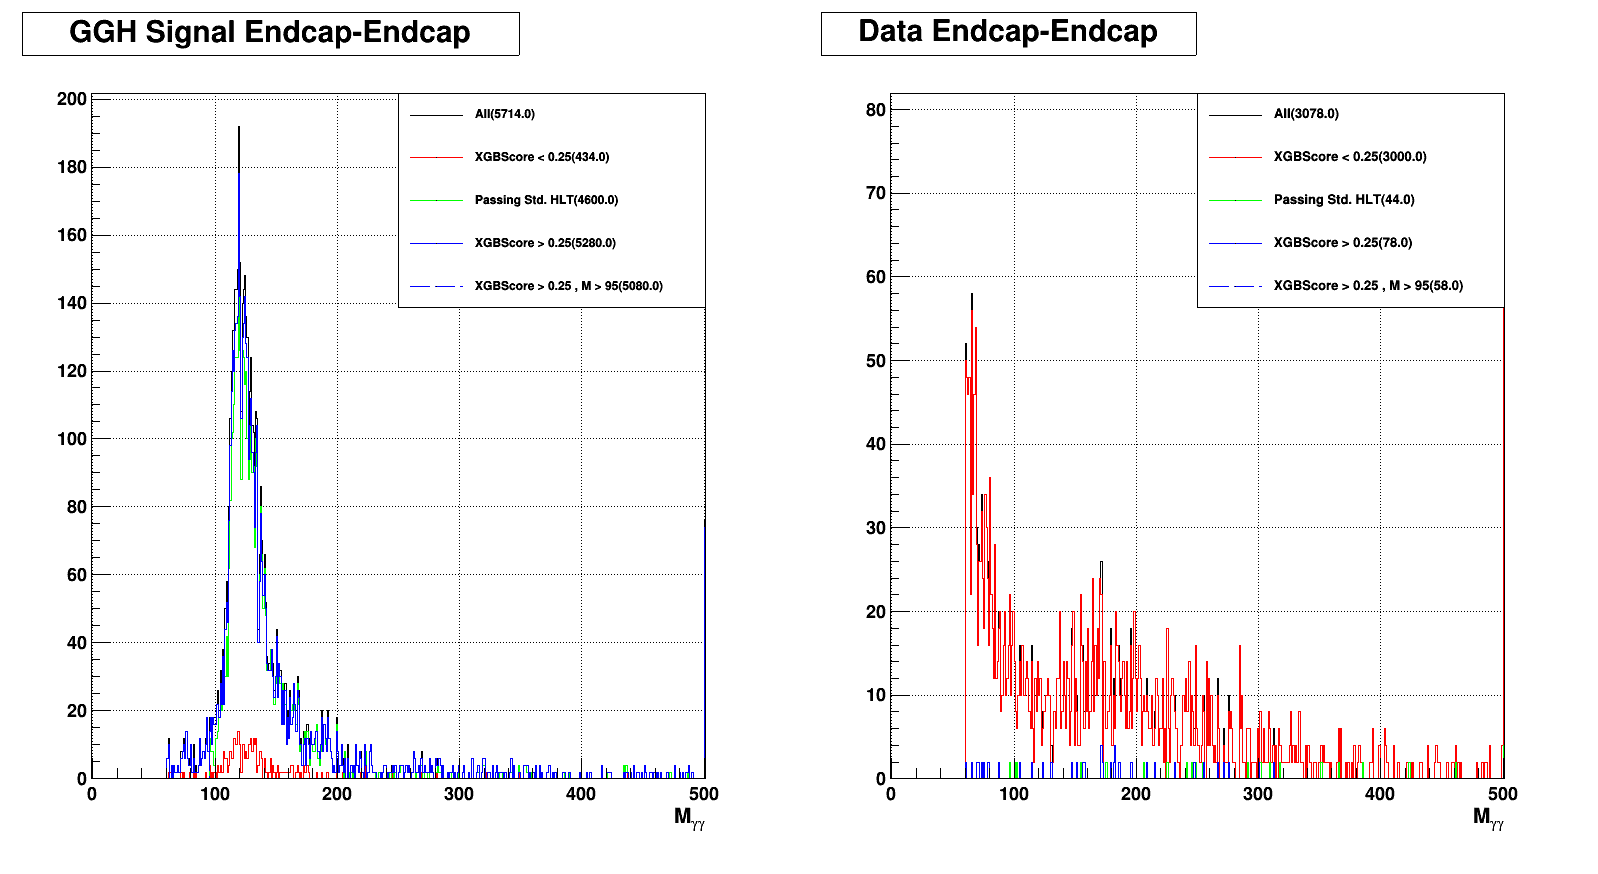 GGH Signal Endcap-Endcap
200
180
160
140
120
100
80
60
40
20
0
0 100 200 300 400 500
Mγγ
All(5714.0)
XGBScore < 0.25(434.0)
Passing Std. HLT(4600.0)
XGBScore > 0.25(5280.0)
XGBScore > 0.25 , M > 95(5080.0)
Data Endcap-Endcap
80
70
60
50
40
30
20
10
0
0 100 200 300 400 500
Mγγ
All(3078.0)
XGBScore < 0.25(3000.0)
Passing Std. HLT(44.0)
XGBScore > 0.25(78.0)
XGBScore > 0.25 , M > 95(58.0)